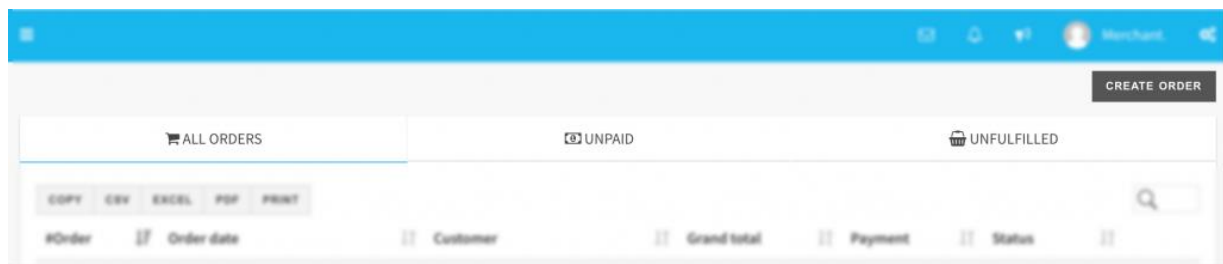 Merchant.
CREATE ORDER
ALL ORDERS UNPAID UNFULFILLED
COPY CSV EXCEL PDF PRINT
#Order Order date Customer Grand total Payment Status